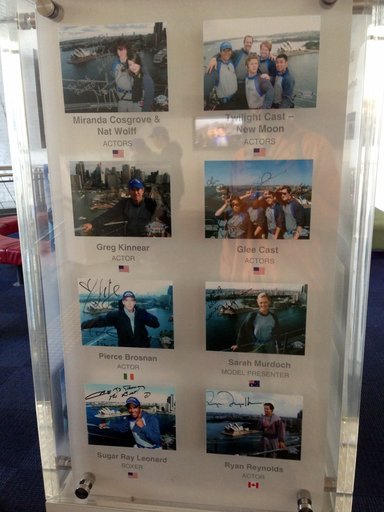 Miranda Cosgrove &
Nat Wolff
ACTORS
Twilight Cast –
New Moon
ACTORS
Greg Kinnear
ACTOR
Glee Cast
ACTORS
Pierce Brosnan
ACTOR
Sarah Murdoch
MODEL PRESENTER
Sugar Ray Leonard
BOXER
Ryan Reynolds
ACTOR